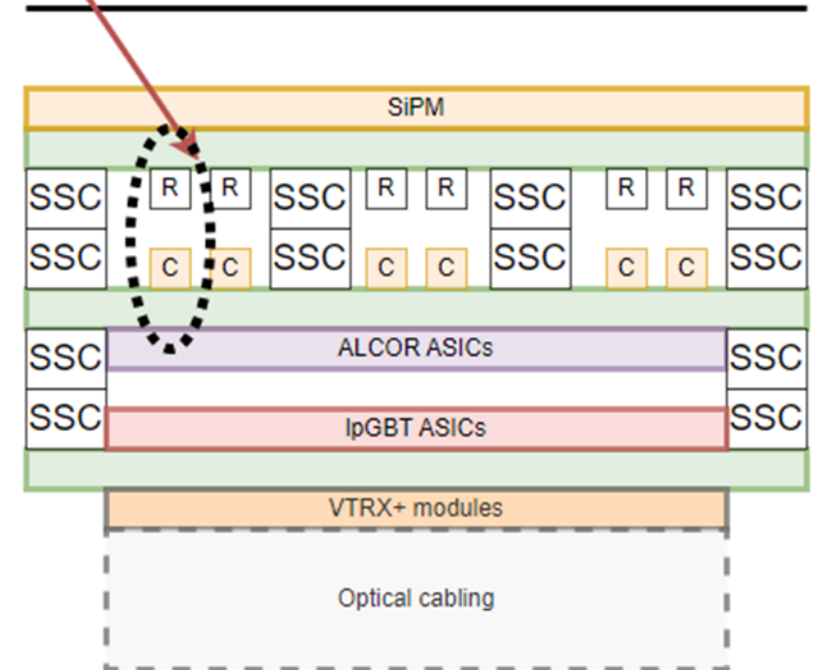 SiPM
SSC R R SSC R R SSC R R SSC
SSC C C SSC C C SSC C C SSC
SSC ALCOR ASICs SSC
SSC lpGBT ASICs SSC
VTRX+ modules
Optical cabling